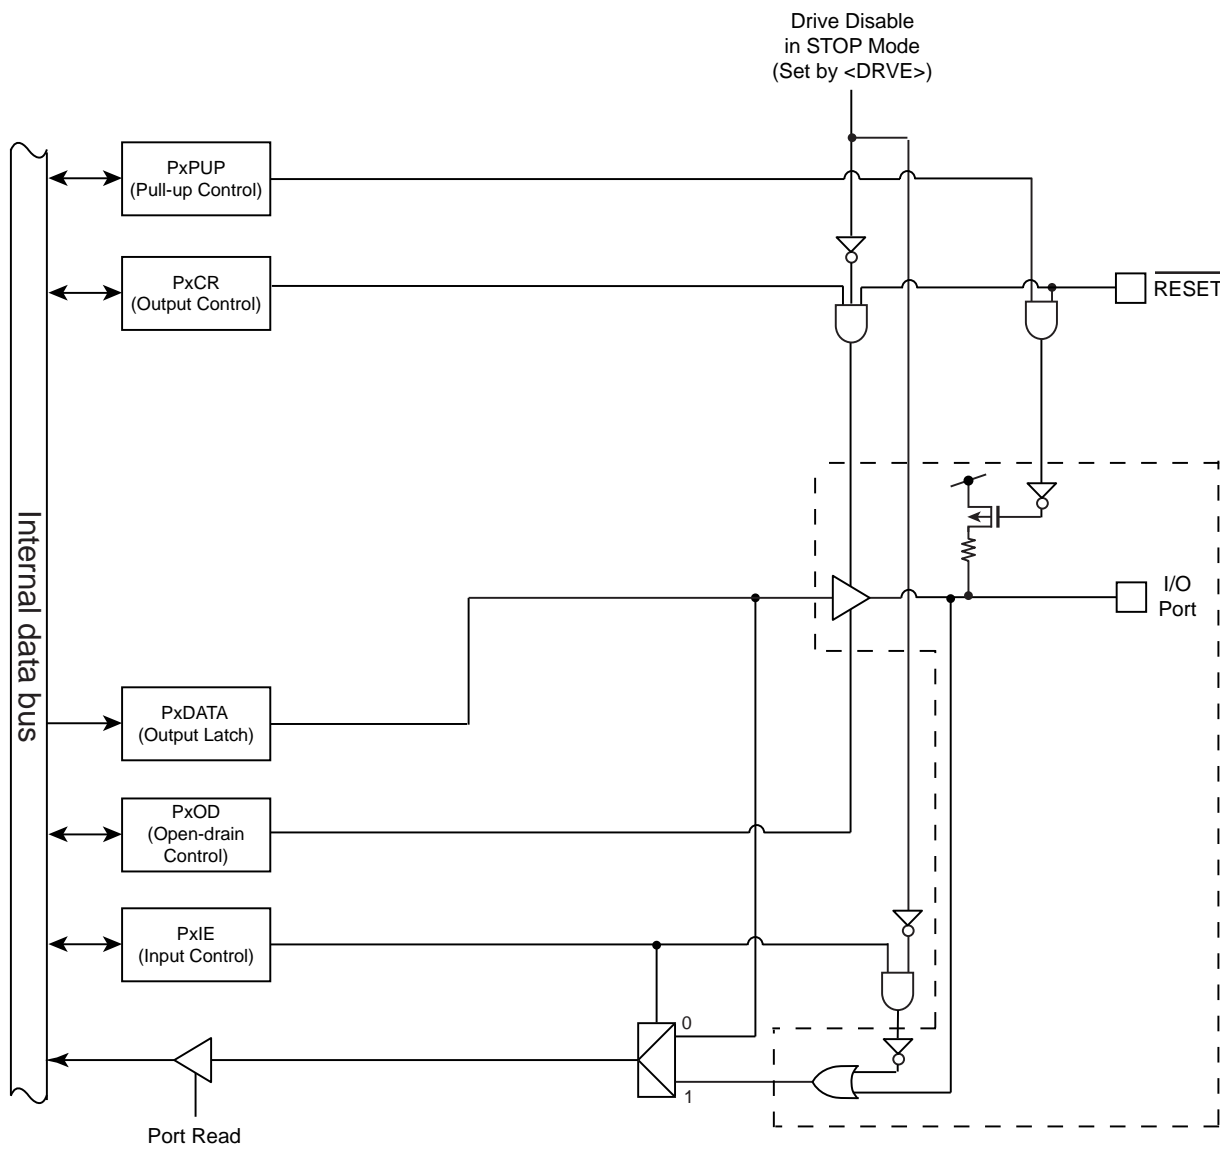 Drive Disable
in STOP Mode
(Set by <DRVE>)
PxPUP
(Pull-up Control)
PxCR
(Output Control)
RESET
Internal data bus
I/O
Port
PxDATA
(Output Latch)
PxOD
(Open-drain
Control)
PxIE
(Input Control)
0
1
Port Read